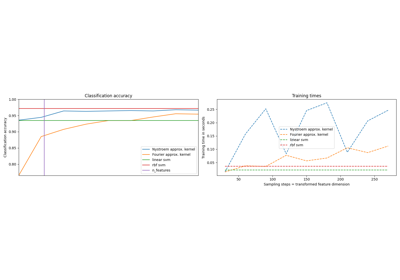 Classification accuracy
Classification accuracy
1.00
0.95
0.90
0.85
0.80
Nystroem approx. kernel
Fourier approx. kernel
linear svm
rbf svm
n_features
Training times
Training time in seconds
0.25
0.20
0.15
0.10
0.05
Nystroem approx. kernel
Fourier approx. kernel
linear svm
rbf svm
50
100
150
200
250
Sampling steps = transformed feature dimension